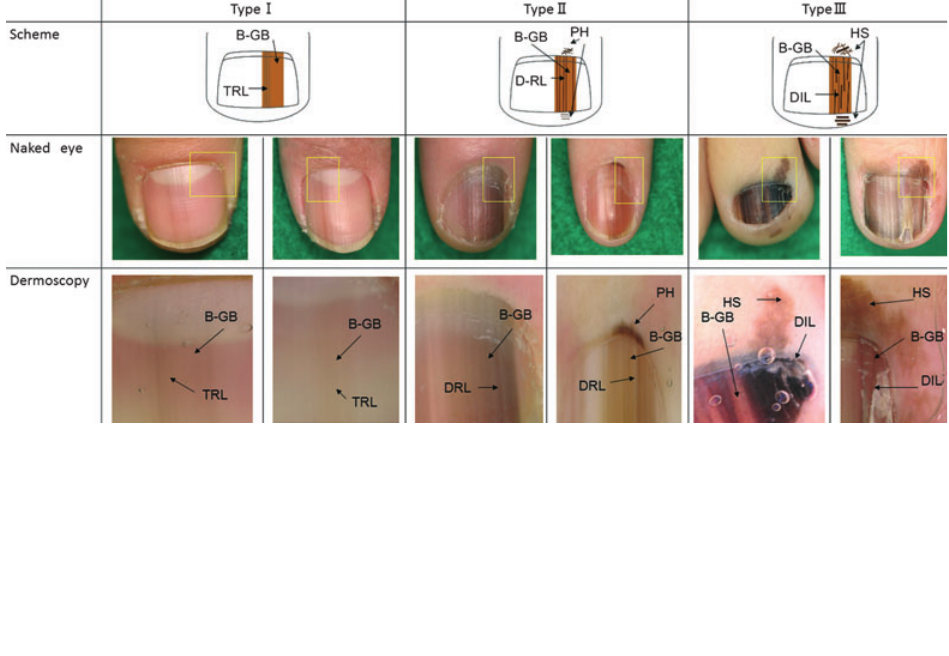 Type I Type II Type III
Scheme
B-GB
TRL
B-GB PH
D-RL
HS
B-GB
DIL
Naked eye
Dermoscopy
B-GB
TRL
B-GB
TRL
B-GB
DRL
PH
B-GB
DRL
HS
B-GB
DIL
HS
B-GB
DIL